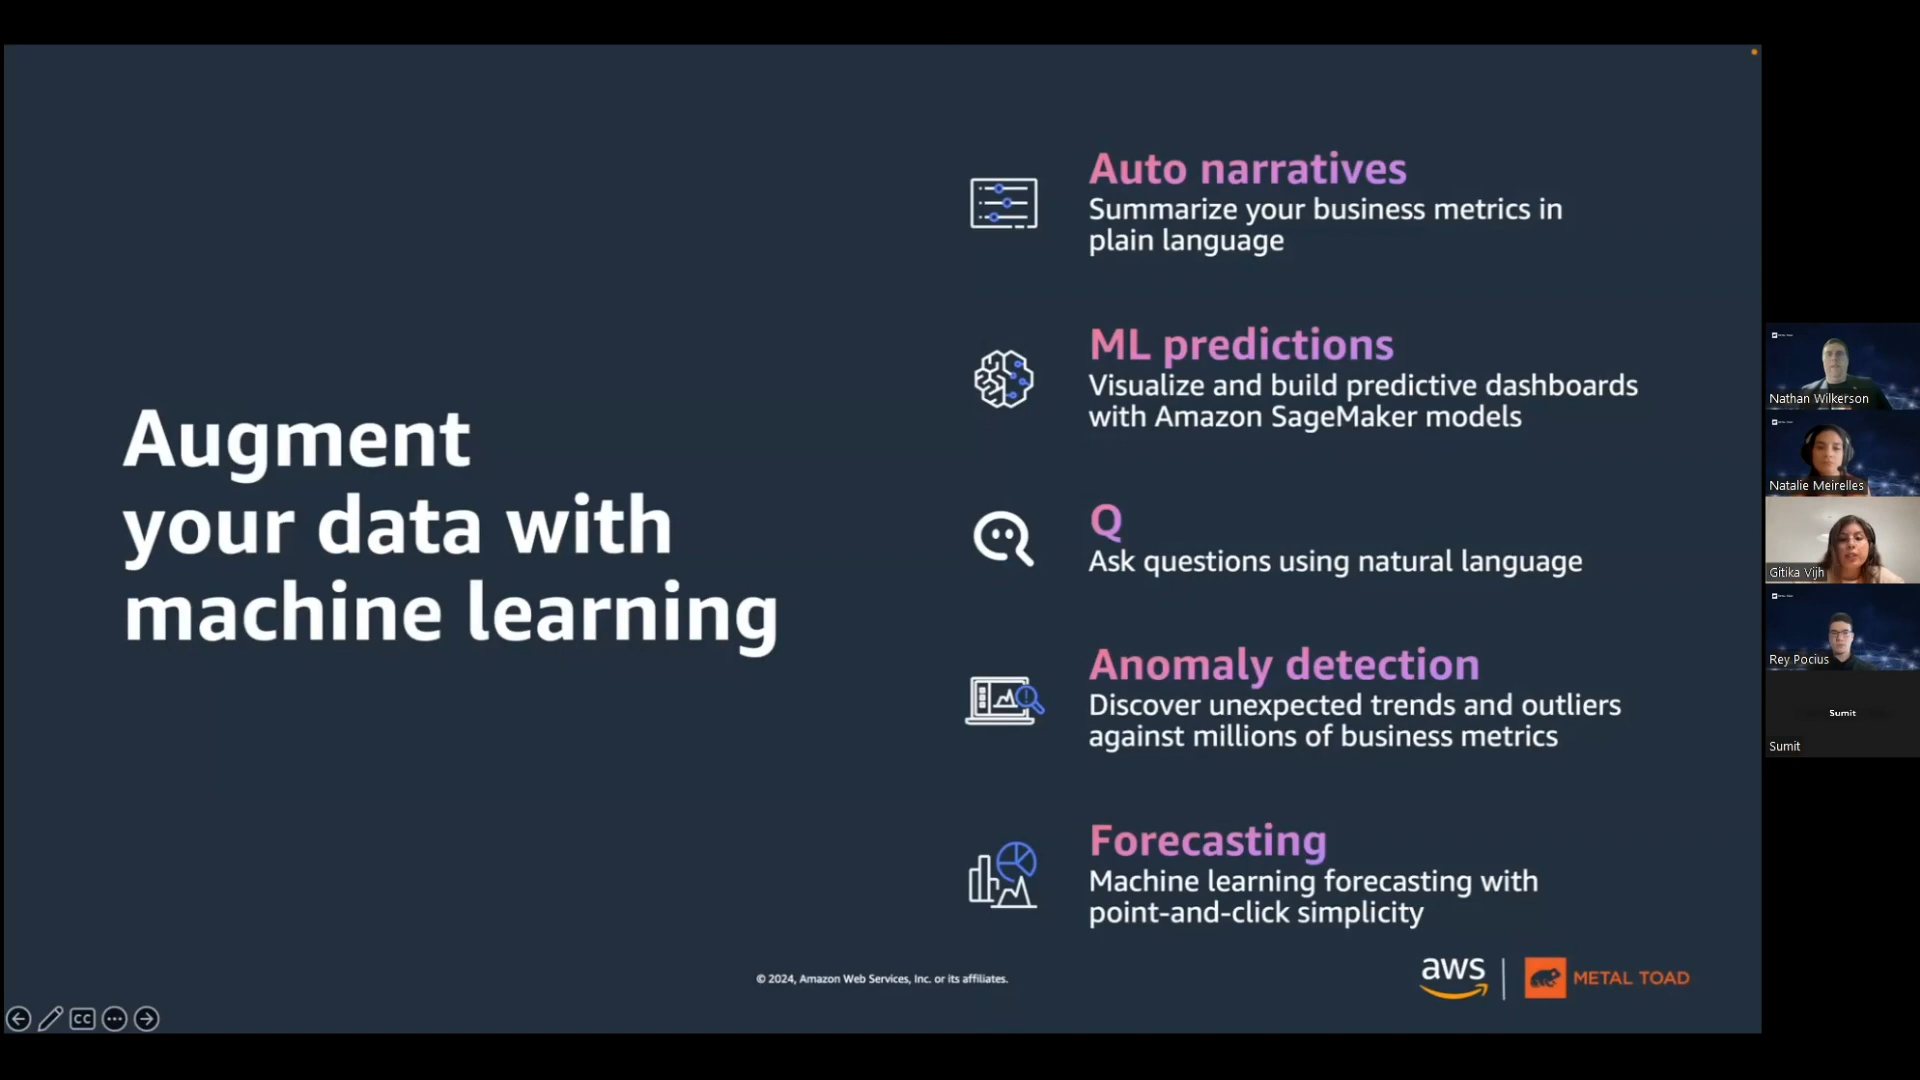 Augment
your data with
machine learning
Auto narratives
Summarize your business metrics in
plain language
ML predictions
Visualize and build predictive dashboards
with Amazon SageMaker models
Q
Ask questions using natural language
Anomaly detection
Discover unexpected trends and outliers
against millions of business metrics
Forecasting
Machine learning forecasting with
point-and-click simplicity
© 2024, Amazon Web Services, Inc. or its affiliates.
aws
METAL TOAD
CC
Nathan Wilkerson
Natalie Meirelles
Gitika Vijh
Rey Pocius
Sumit
Sumit